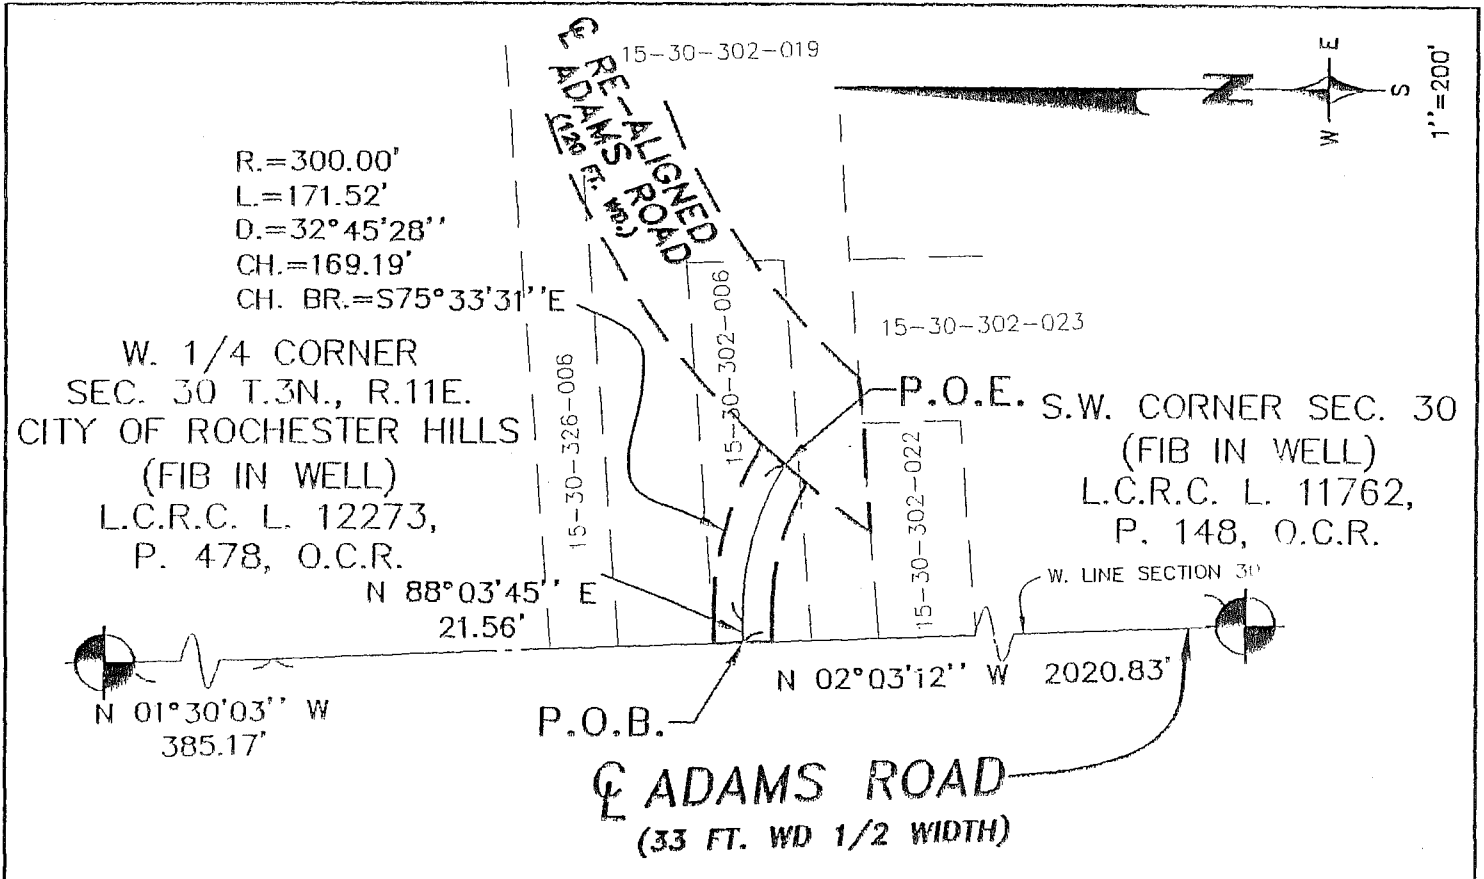 ℄ RE-ALIGNED
ADAMS ROAD
(120 FT. WD.)
15-30-302-019
N
E
S
W
1''=200'
R.=300.00'
L.=171.52'
D.=32°45'28''
CH.=169.19'
CH. BR.=S75°33'31''E
15-30-302-006
15-30-302-023
W. 1/4 CORNER
SEC. 30 T.3N., R.11E.
CITY OF ROCHESTER HILLS
(FIB IN WELL)
L.C.R.C. L. 12273,
P. 478, O.C.R.
15-30-326-006
P.O.E.
S.W. CORNER SEC. 30
(FIB IN WELL)
L.C.R.C. L. 11762,
P. 148, O.C.R.
15-30-302-022
W. LINE SECTION 30
N 88°03'45'' E
21.56'
N 01°30'03'' W
385.17'
N 02°03'12'' W 2020.83'
P.O.B.
℄ ADAMS ROAD
(33 FT. WD 1/2 WIDTH)